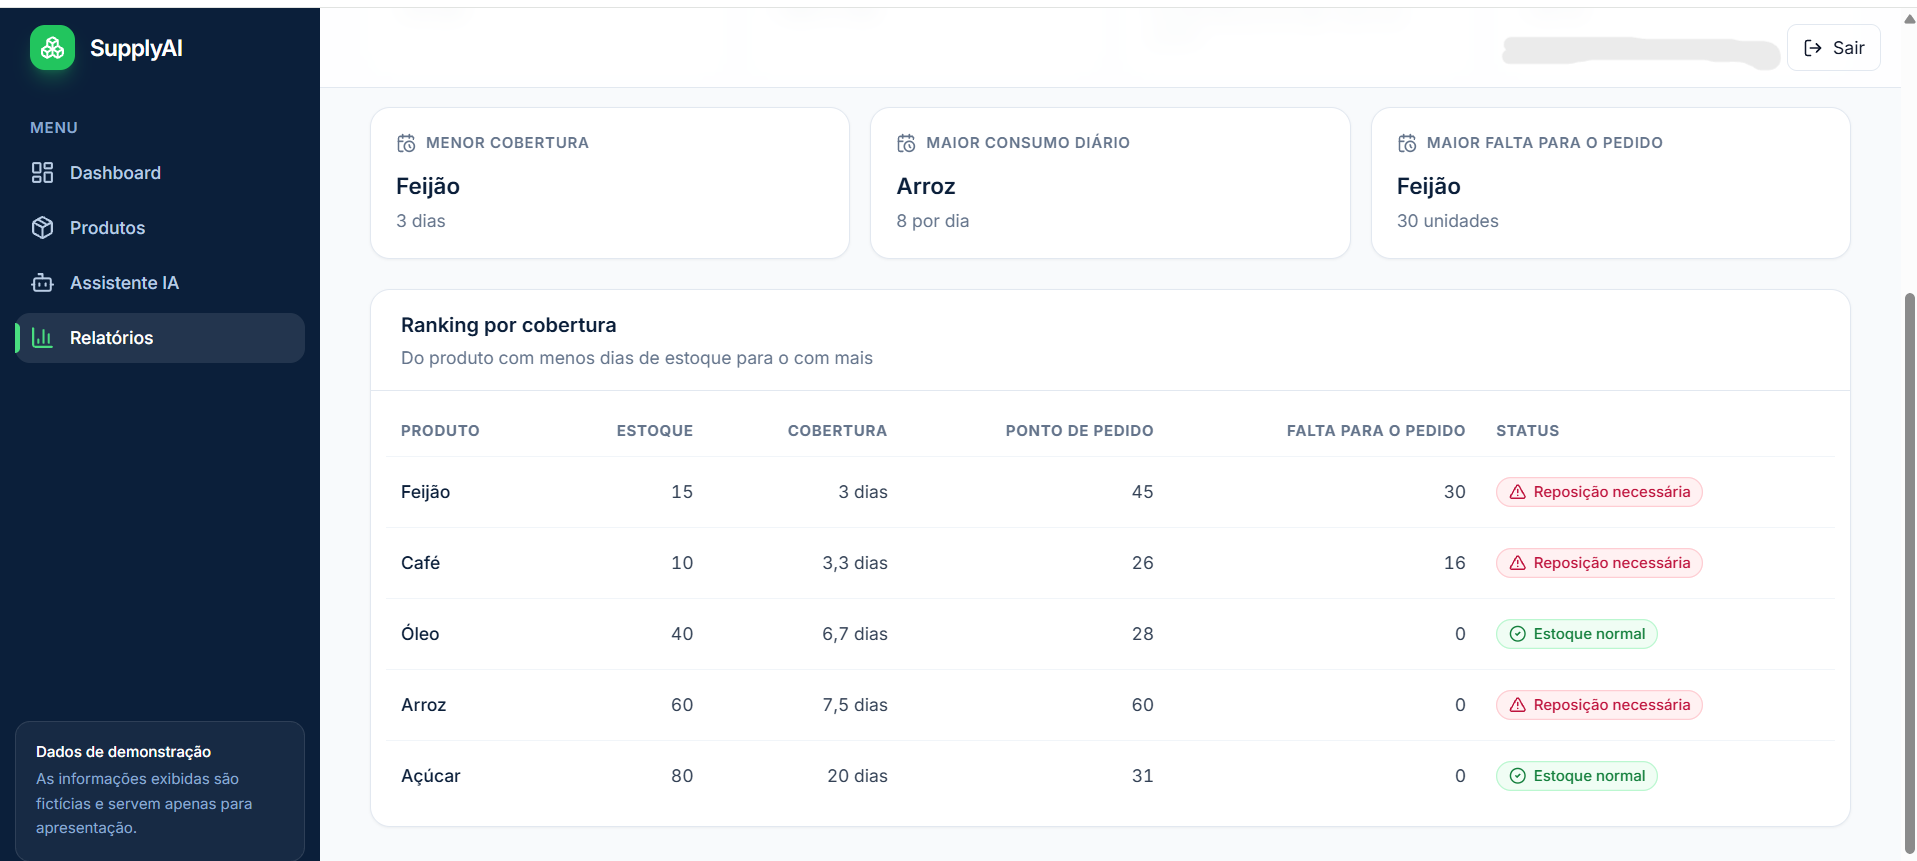 SupplyAI
Sair
MENU
Dashboard
Produtos
Assistente IA
Relatórios
Dados de demonstração
As informações exibidas são
fictícias e servem apenas para
apresentação.
MENOR COBERTURA
Feijão
3 dias
MAIOR CONSUMO DIÁRIO
Arroz
8 por dia
MAIOR FALTA PARA O PEDIDO
Feijão
30 unidades
Ranking por cobertura
Do produto com menos dias de estoque para o com mais
PRODUTO ESTOQUE COBERTURA PONTO DE PEDIDO FALTA PARA O PEDIDO STATUS
Feijão 15 3 dias 45 30 Reposição necessária
Café 10 3,3 dias 26 16 Reposição necessária
Óleo 40 6,7 dias 28 0 Estoque normal
Arroz 60 7,5 dias 60 0 Reposição necessária
Açúcar 80 20 dias 31 0 Estoque normal